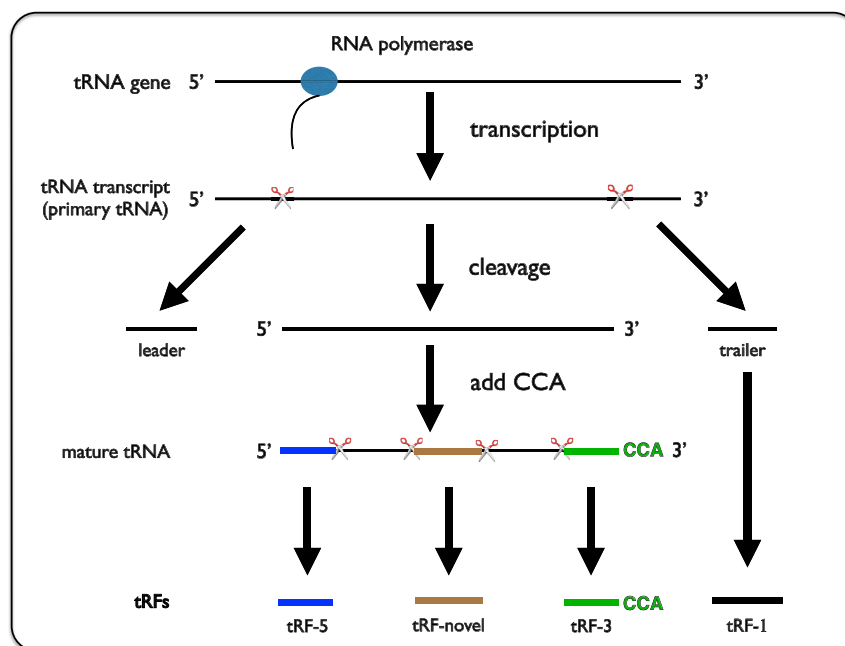 RNA polymerase
tRNA gene 5’ 3’
transcription
tRNA transcript
(primary tRNA) 5’ 3’
cleavage
5’ 3’
leader trailer
add CCA
mature tRNA 5’ CCA 3’
tRFs CCA
tRF-5 tRF-novel tRF-3 tRF-1